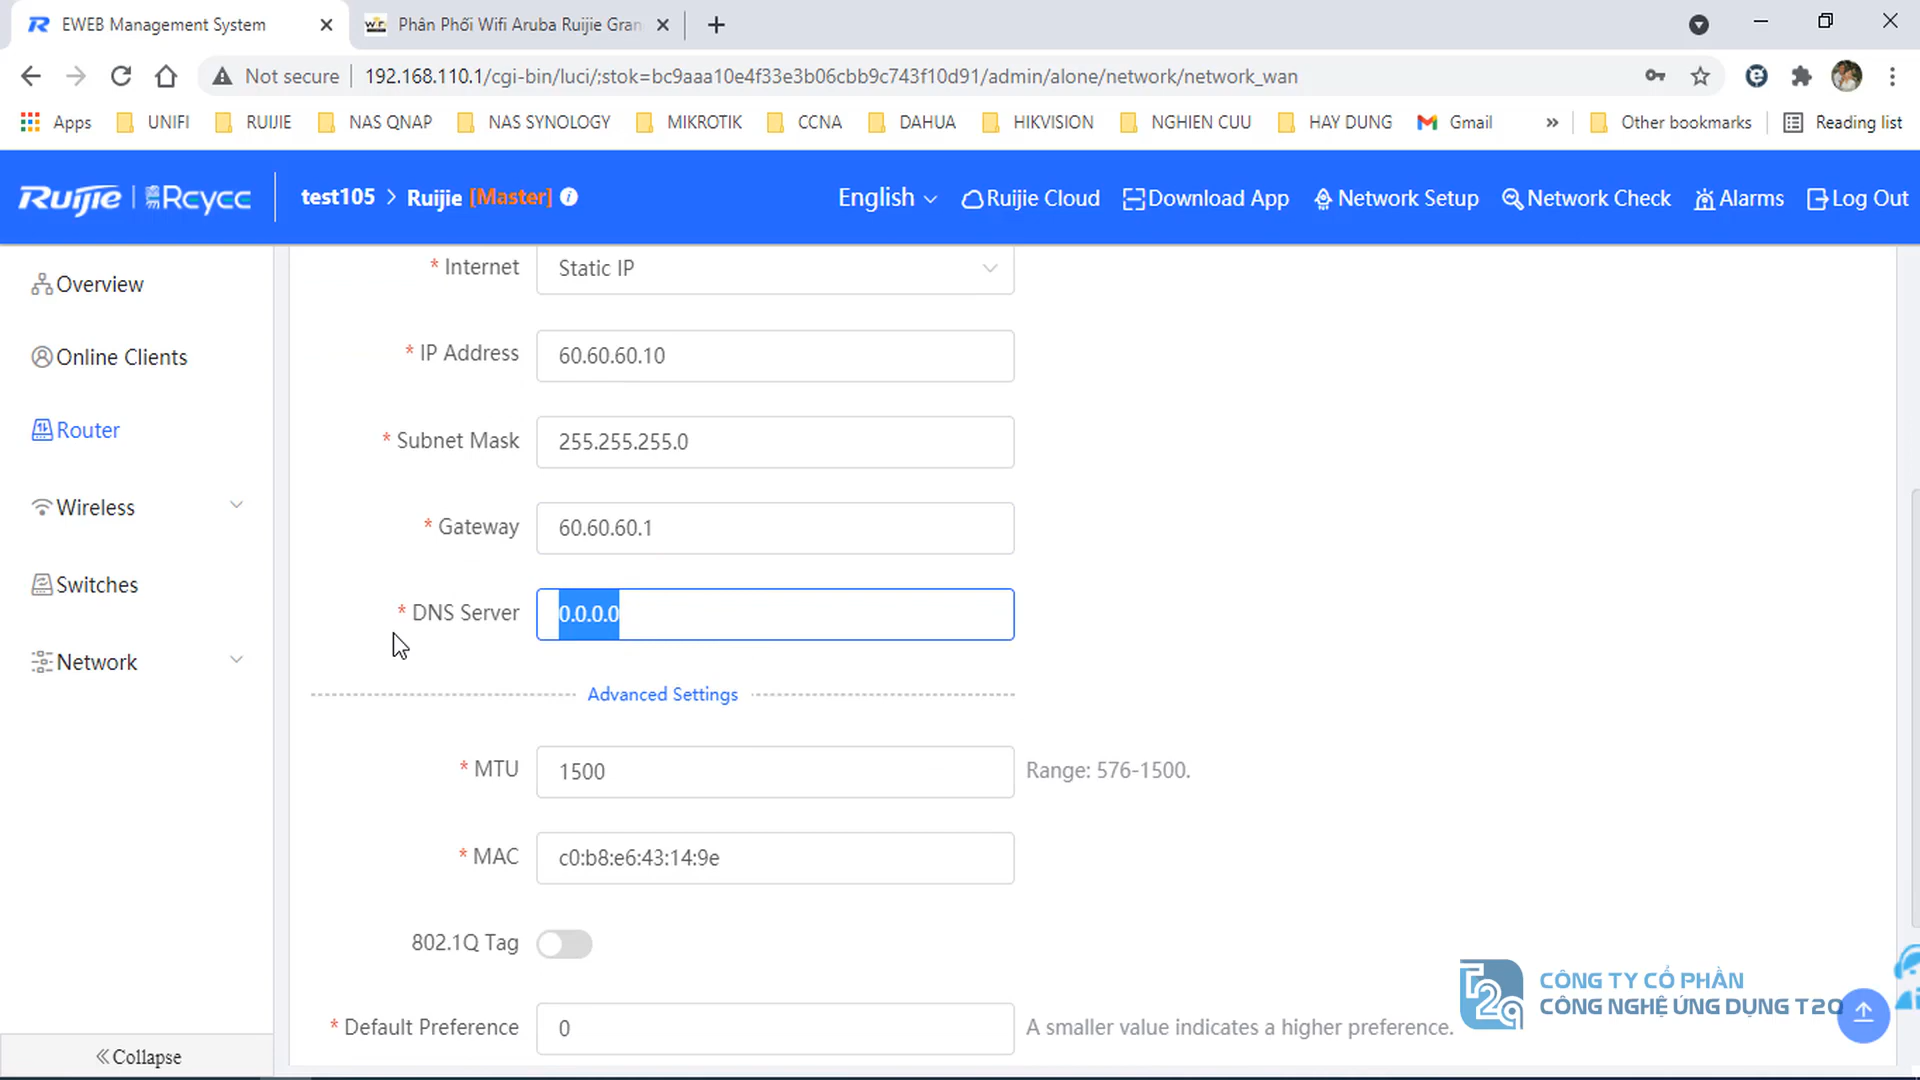 EWEB Management System
Phân Phối Wifi Aruba Ruijie Gran
Not secure
192.168.110.1/cgi-bin/luci/;stok=bc9aaa10e4f33e3b06cbb9c743f10d91/admin/alone/network/network_wan
Apps
UNIFI
RUIJIE
NAS QNAP
NAS SYNOLOGY
MIKROTIK
CCNA
DAHUA
HIKVISION
NGHIEN CUU
HAY DUNG
Gmail
»
Other bookmarks
Reading list
Ruijie | Reyee
test105 > Ruijie [Master]
English
Ruijie Cloud
Download App
Network Setup
Network Check
Alarms
Log Out
Overview
Online Clients
Router
Wireless
Switches
Network
Collapse
* Internet Static IP
* IP Address 60.60.60.10
* Subnet Mask 255.255.255.0
* Gateway 60.60.60.1
* DNS Server 0.0.0.0
Advanced Settings
* MTU 1500 Range: 576-1500.
* MAC c0:b8:e6:43:14:9e
802.1Q Tag
* Default Preference 0 A smaller value indicates a higher preference.
T2Q
CÔNG TY CỔ PHẦN
CÔNG NGHỆ ỨNG DỤNG T2Q